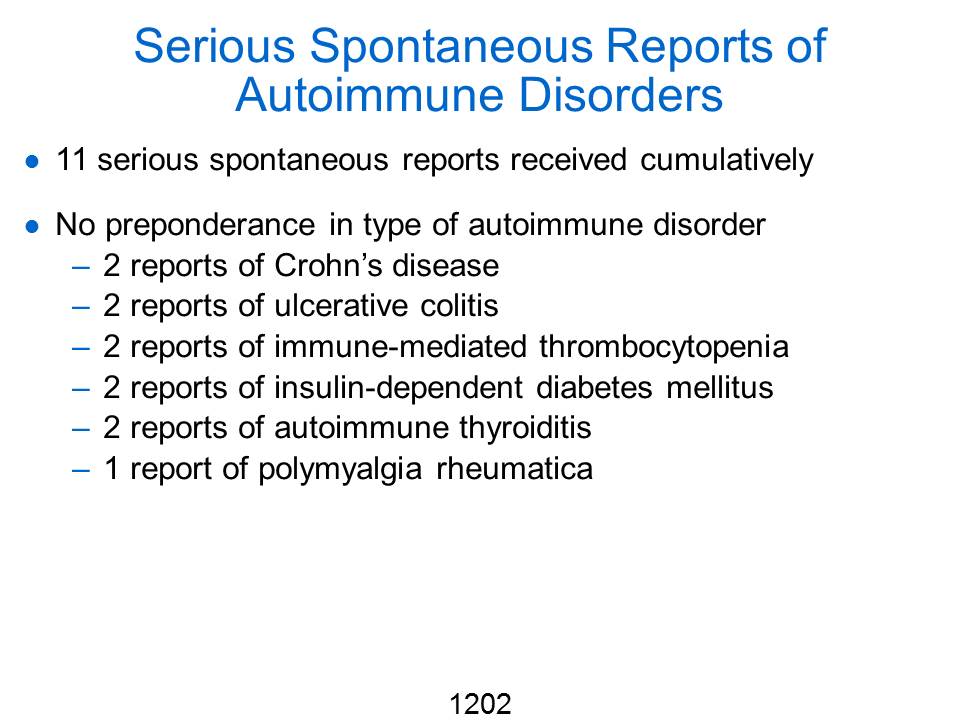 Serious Spontaneous Reports of
Autoimmune Disorders
● 11 serious spontaneous reports received cumulatively
● No preponderance in type of autoimmune disorder
– 2 reports of Crohn’s disease
– 2 reports of ulcerative colitis
– 2 reports of immune-mediated thrombocytopenia
– 2 reports of insulin-dependent diabetes mellitus
– 2 reports of autoimmune thyroiditis
– 1 report of polymyalgia rheumatica
1202